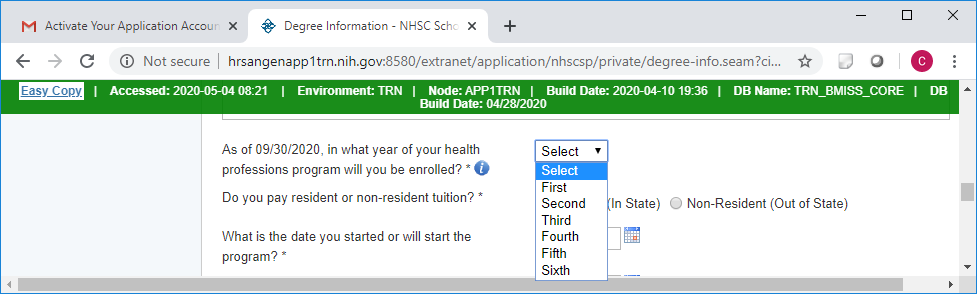 Activate Your Application Accoun
Degree Information - NHSC Scho
Not secure | hrsangenapp1trn.nih.gov:8580/extranet/application/nhscsp/private/degree-info.seam?ci...
C
Easy Copy | Accessed: 2020-05-04 08:21 | Environment: TRN | Node: APP1TRN | Build Date: 2020-04-10 19:36 | DB Name: TRN_BMISS_CORE | DB
Build Date: 04/28/2020
As of 09/30/2020, in what year of your health
professions program will you be enrolled? *
Select
Select
First
Second
Third
Fourth
Fifth
Sixth
Do you pay resident or non-resident tuition? *
(In State) Non-Resident (Out of State)
What is the date you started or will start the
program? *